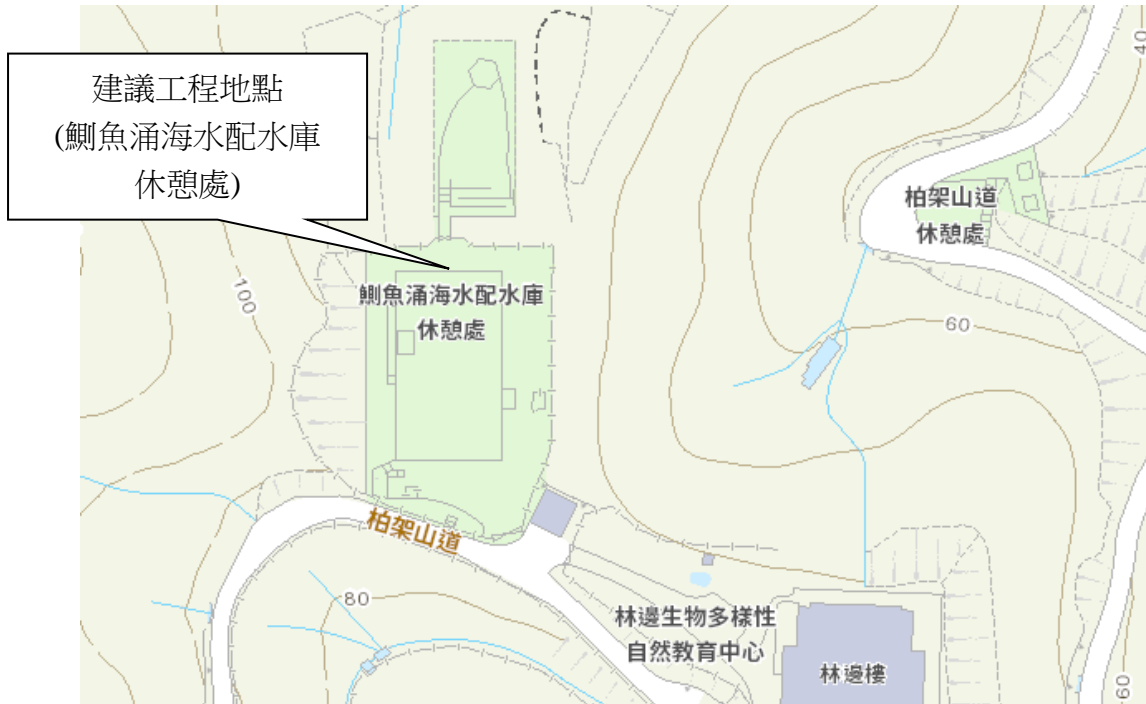 建議工程地點
(鰂魚涌海水配水庫
休憩處)
40
柏架山道
休憩處
100
鰂魚涌海水配水庫
休憩處
60
柏架山道
80
林邊生物多樣性
自然教育中心
林邊樓
60